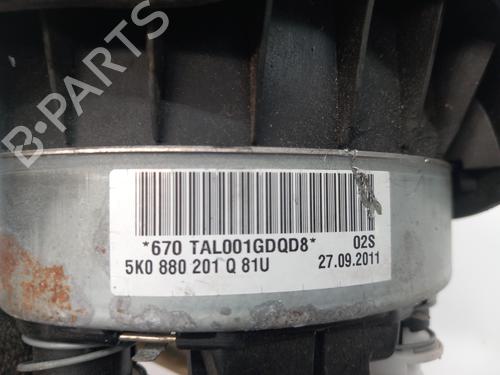 B-PARTS
*670 TAL001GDQD8* 02S
5K0 880 201 Q 81U 27.09.2011